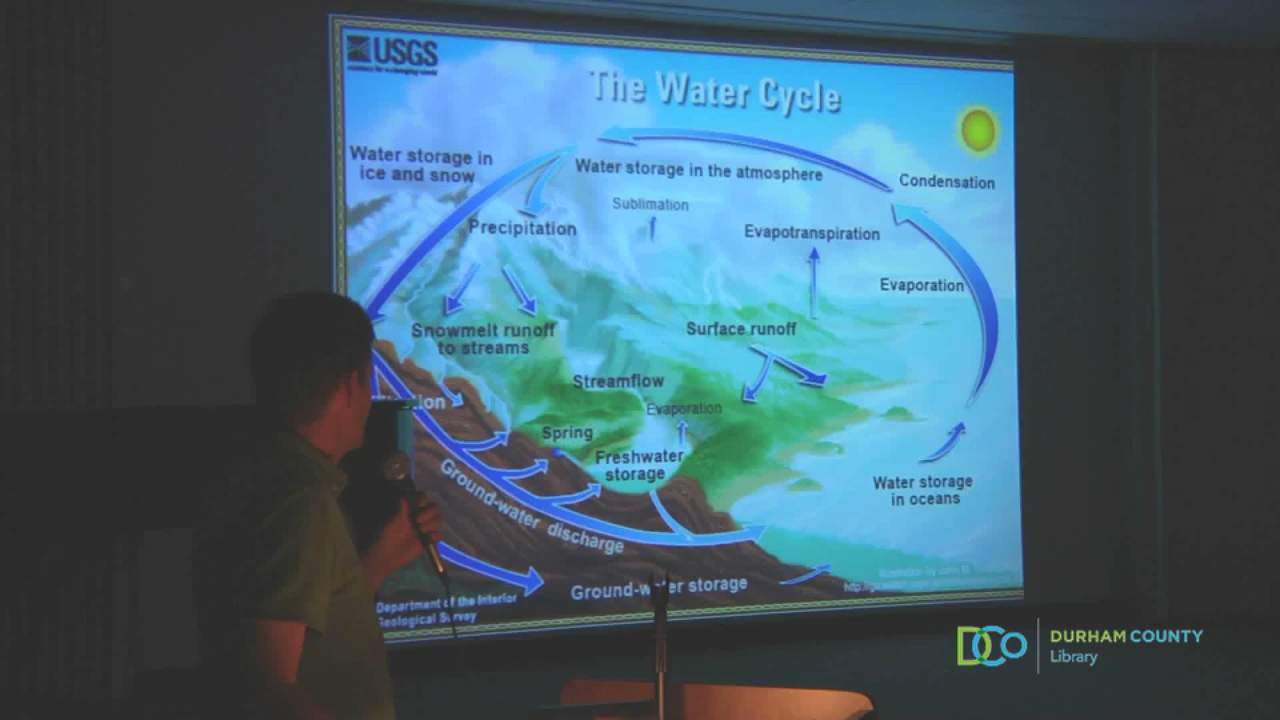 USGS
The Water Cycle
Water storage in
ice and snow
Water storage in the atmosphere
Condensation
Sublimation
Precipitation
Evapotranspiration
Evaporation
Snowmelt runoff
to streams
Surface runoff
Streamflow
Evaporation
Spring
Freshwater
storage
Water storage
in oceans
Ground-water discharge
Ground-water storage
Department of the Interior
Geological Survey
DCo
DURHAM COUNTY
Library